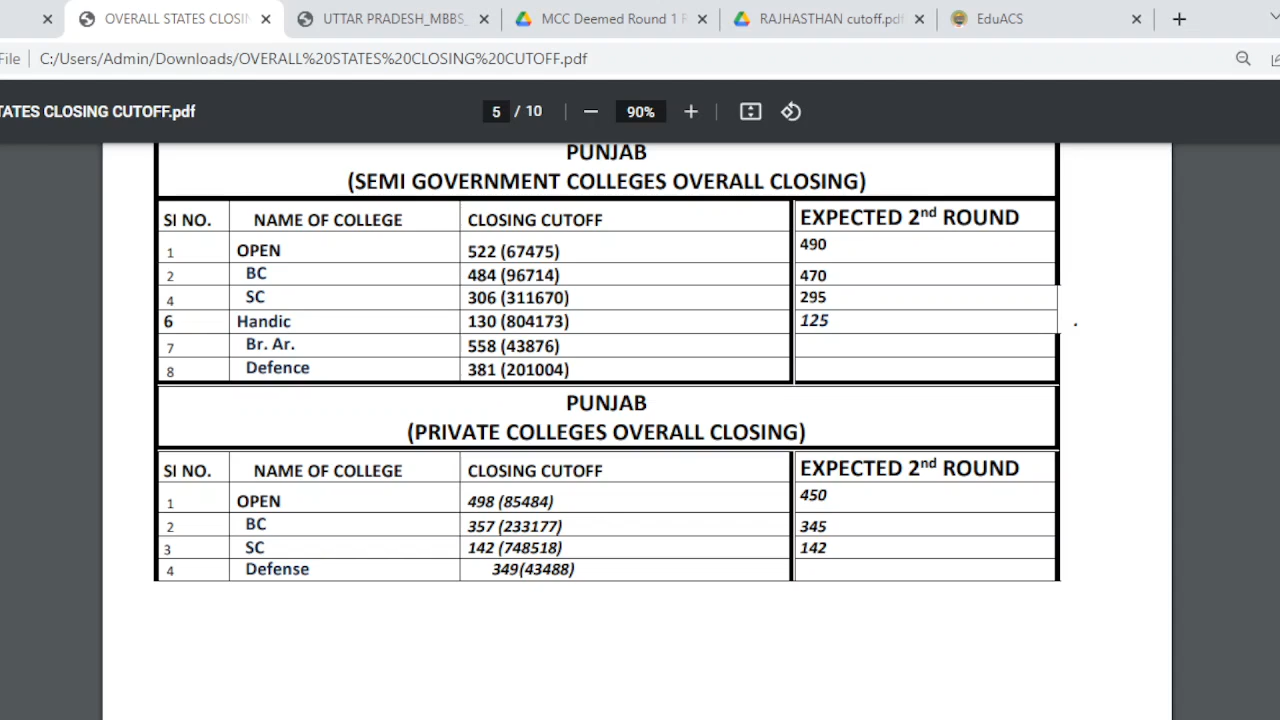 OVERALL STATES CLOSIN
UTTAR PRADESH_MBBS_
MCC Deemed Round 1 R
RAJHASTHAN cutoff.pdf
EduACS
File C:/Users/Admin/Downloads/OVERALL%20STATES%20CLOSING%20CUTOFF.pdf
TATES CLOSING CUTOFF.pdf 5 / 10 90%
PUNJAB
(SEMI GOVERNMENT COLLEGES OVERALL CLOSING)
SI NO. NAME OF COLLEGE CLOSING CUTOFF EXPECTED 2nd ROUND
1 OPEN 522 (67475) 490
2 BC 484 (96714) 470
4 SC 306 (311670) 295
6 Handic 130 (804173) 125 .
7 Br. Ar. 558 (43876)
8 Defence 381 (201004)
PUNJAB
(PRIVATE COLLEGES OVERALL CLOSING)
SI NO. NAME OF COLLEGE CLOSING CUTOFF EXPECTED 2nd ROUND
1 OPEN 498 (85484) 450
2 BC 357 (233177) 345
3 SC 142 (748518) 142
4 Defense 349(43488)